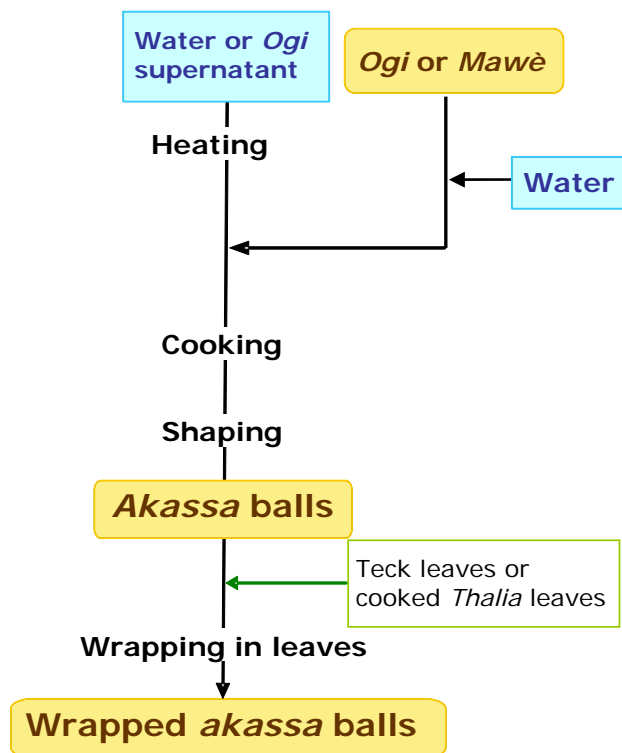 Water or Ogi
supernatant
Ogi or Mawè
Heating
Water
Cooking
Shaping
Akassa balls
Teck leaves or
cooked Thalia leaves
Wrapping in leaves
Wrapped akassa balls